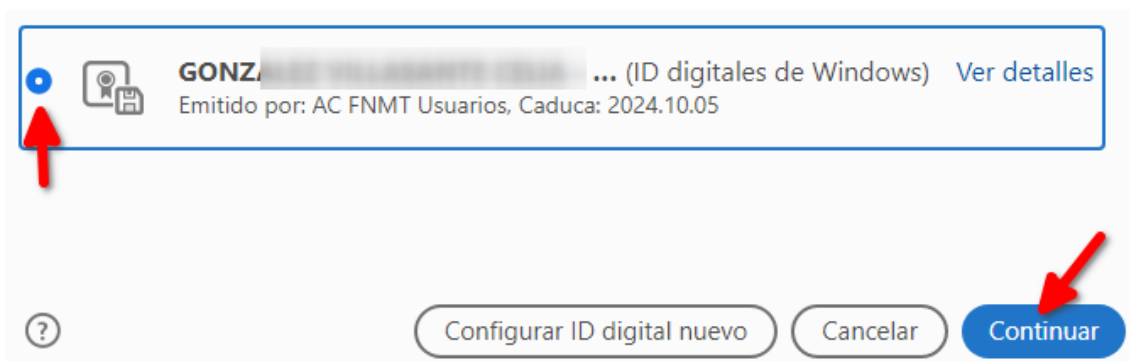 GONZ ... (ID digitales de Windows) Ver detalles
Emitido por: AC FNMT Usuarios, Caduca: 2024.10.05
?
Configurar ID digital nuevo
Cancelar
Continuar